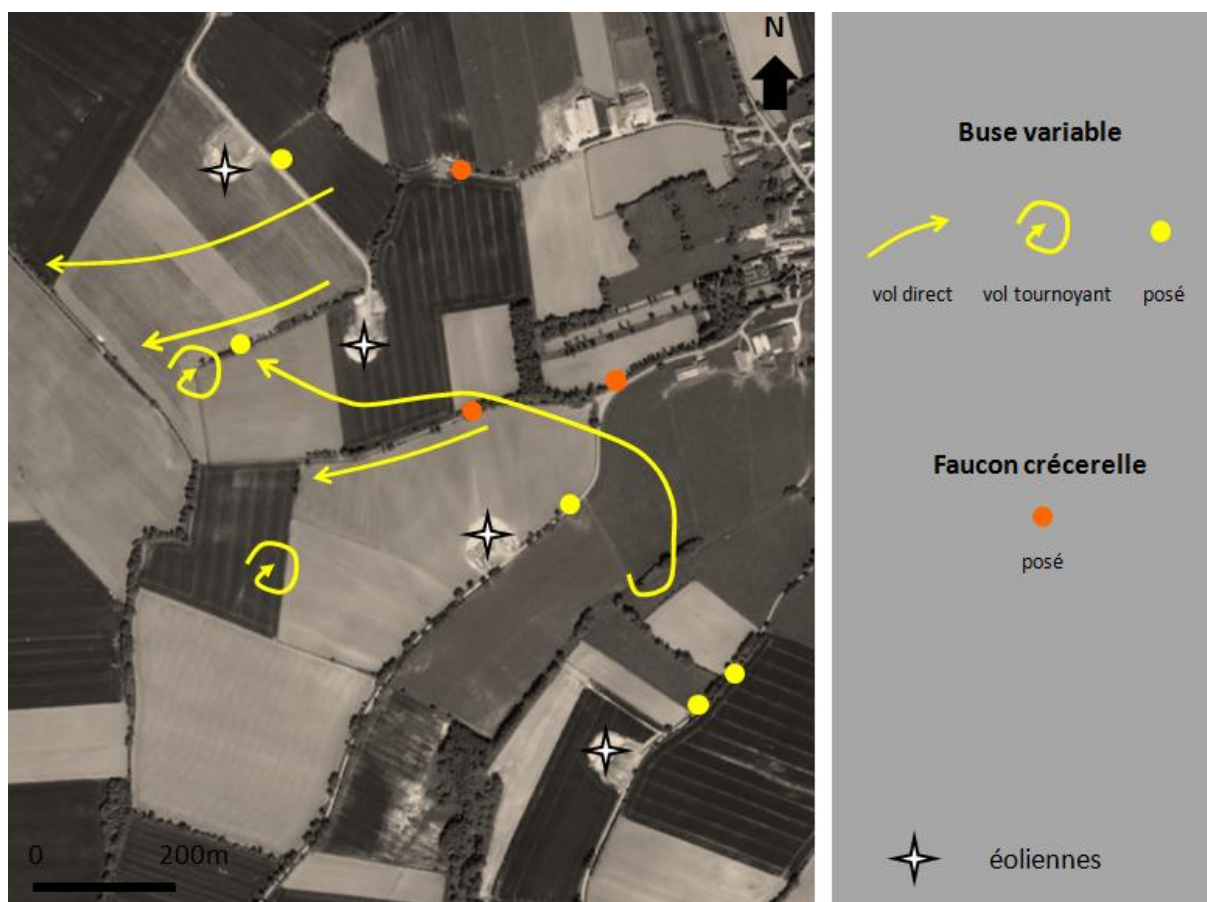 N
Buse variable
vol direct vol tournoyant posé
Faucon crécerelle
posé
0 200m
éoliennes